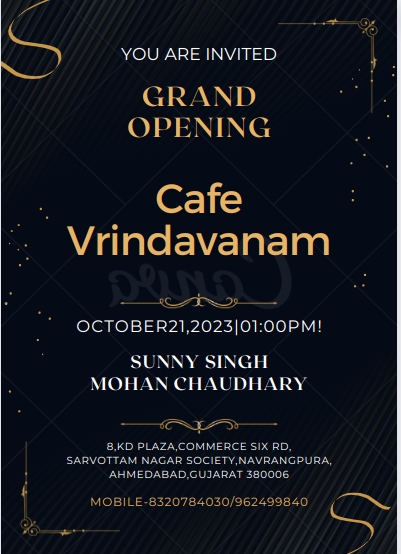 YOU ARE INVITED
GRAND
OPENING
Cafe
Vrindavanam
Canva
OCTOBER21,2023|01:00PM!
SUNNY SINGH
MOHAN CHAUDHARY
8,KD PLAZA,COMMERCE SIX RD,
SARVOTTAM NAGAR SOCIETY,NAVRANGPURA,
AHMEDABAD,GUJARAT 380006
MOBILE-8320784030/962499840